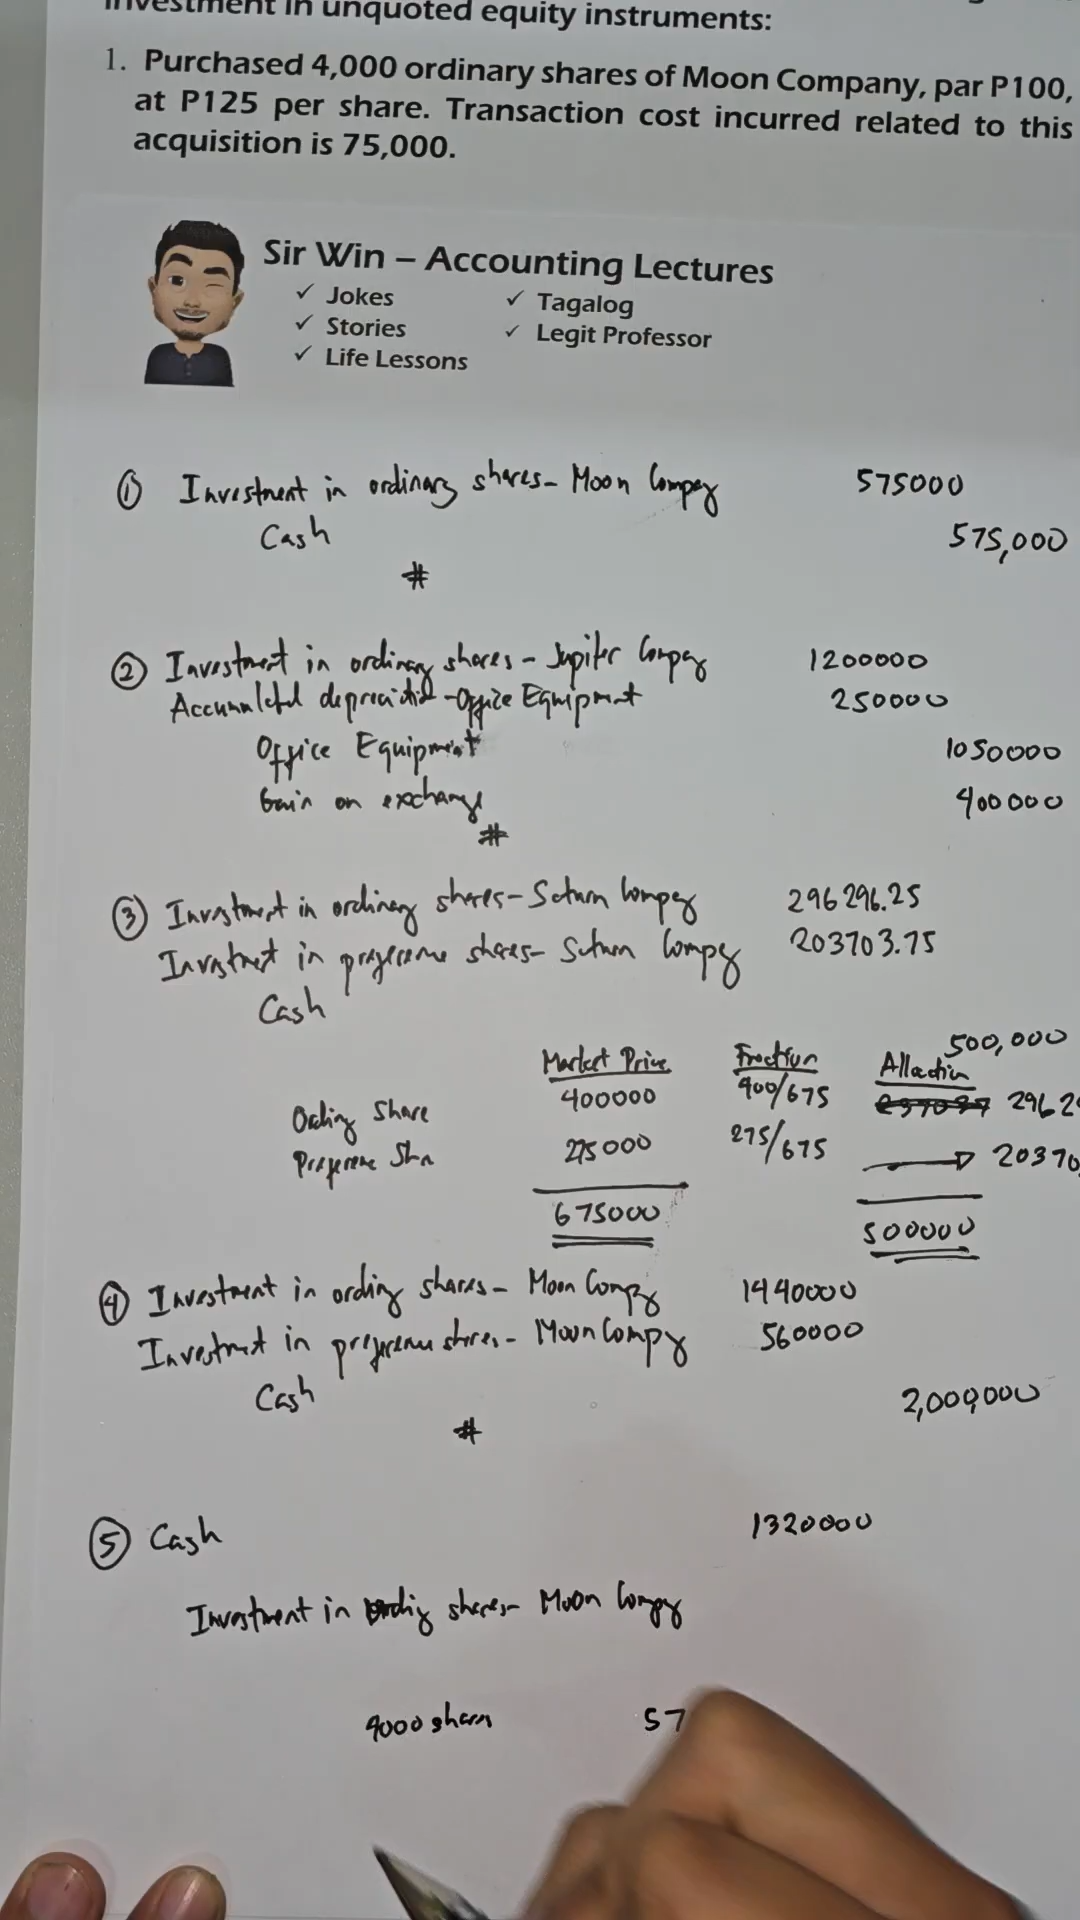 Investment in unquoted equity instruments:
1. Purchased 4,000 ordinary shares of Moon Company, par P100,
at P125 per share. Transaction cost incurred related to this
acquisition is 75,000.
Sir Win – Accounting Lectures
✓ Jokes ✓ Tagalog
✓ Stories ✓ Legit Professor
✓ Life Lessons
① Investment in ordinary shares - Moon Company 575000
Cash 575,000
#
② Investment in ordinary shares - Jupiter Company 1200000
Accumulated depreciation - Office Equipment 250000
Office Equipment 1050000
Gain on exchange 400000
#
③ Investment in ordinary shares - Saturn Company 296296.25
Investment in preference shares - Saturn Company 203703.75
Cash 500,000
Market Price Fraction Allocation
Ordinary Share 400000 400/675 2962
Preference Share 275000 275/675 → 20370
675000 500000
④ Investment in ordinary shares - Moon Company 1440000
Investment in preference shares - Moon Company 560000
Cash 2,000,000
#
⑤ Cash 1320000
Investment in ordinary shares - Moon Company
4000 shares 57